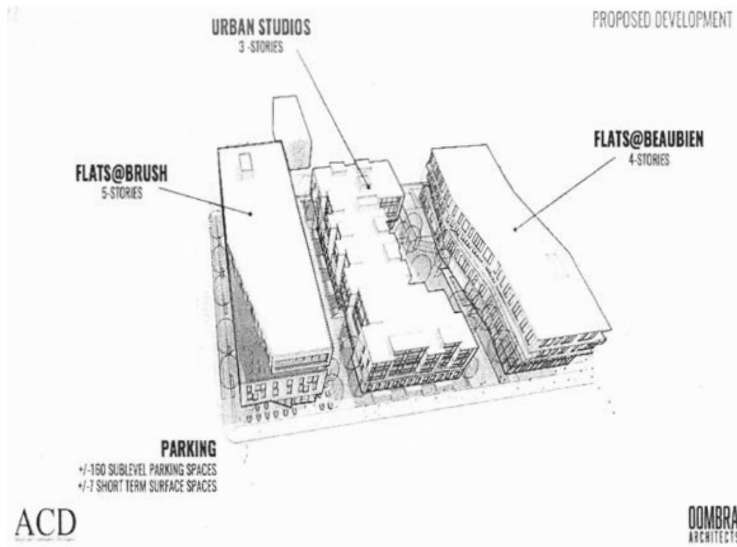 PROPOSED DEVELOPMENT
URBAN STUDIOS
3 -STORIES
FLATS@BRUSH
5-STORIES
FLATS@BEAUBIEN
4-STORIES
PARKING
+/-160 SUBLEVEL PARKING SPACES
+/-7 SHORT TERM SURFACE SPACES
ACD
OOMBRA
ARCHITECTS